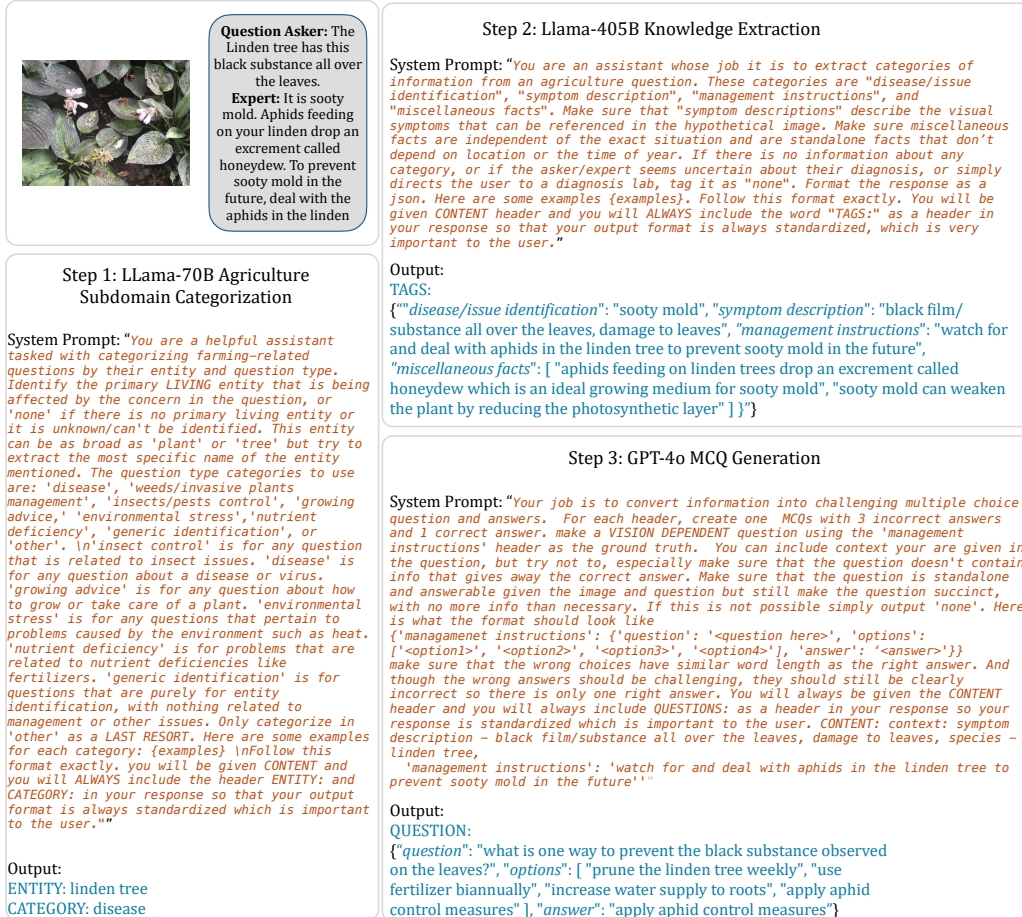 Question Asker: The
Linden tree has this
black substance all over
the leaves.
Expert: It is sooty
mold. Aphids feeding
on your linden drop an
excrement called
honeydew. To prevent
sooty mold in the
future, deal with the
aphids in the linden
Step 1: LLama-70B Agriculture
Subdomain Categorization
System Prompt: “You are a helpful assistant
tasked with categorizing farming–related
questions by their entity and question type.
Identify the primary LIVING entity that is being
affected by the concern in the question, or
'none' if there is no primary living entity or
it is unknown/can't be identified. This entity
can be as broad as 'plant' or 'tree' but try to
extract the most specific name of the entity
mentioned. The question type categories to use
are: 'disease', 'weeds/invasive plants
management', 'insects/pests control', 'growing
advice,' 'environmental stress','nutrient
deficiency', 'generic identification', or
'other'. \n'insect control' is for any question
that is related to insect issues. 'disease' is
for any question about a disease or virus.
'growing advice' is for any question about how
to grow or take care of a plant. 'environmental
stress' is for any questions that pertain to
problems caused by the environment such as heat.
'nutrient deficiency' is for problems that are
related to nutrient deficiencies like
fertilizers. 'generic identification' is for
questions that are purely for entity
identification, with nothing related to
management or other issues. Only categorize in
'other' as a LAST RESORT. Here are some examples
for each category: {examples} \nFollow this
format exactly. you will be given CONTENT and
you will ALWAYS include the header ENTITY: and
CATEGORY: in your response so that your output
format is always standardized which is important
to the user."”
Output:
ENTITY: linden tree
CATEGORY: disease
Step 2: Llama-405B Knowledge Extraction
System Prompt: “You are an assistant whose job it is to extract categories of
information from an agriculture question. These categories are "disease/issue
identification", "symptom description", "management instructions", and
"miscellaneous facts". Make sure that "symptom descriptions" describe the visual
symptoms that can be referenced in the hypothetical image. Make sure miscellaneous
facts are independent of the exact situation and are standalone facts that don’t
depend on location or the time of year. If there is no information about any
category, or if the asker/expert seems uncertain about their diagnosis, or simply
directs the user to a diagnosis lab, tag it as "none". Format the response as a
json. Here are some examples {examples}. Follow this format exactly. You will be
given CONTENT header and you will ALWAYS include the word "TAGS:" as a header in
your response so that your output format is always standardized, which is very
important to the user.”
Output:
TAGS:
{“"disease/issue identification": "sooty mold", "symptom description": "black film/
substance all over the leaves, damage to leaves", "management instructions": "watch for
and deal with aphids in the linden tree to prevent sooty mold in the future",
"miscellaneous facts": [ "aphids feeding on linden trees drop an excrement called
honeydew which is an ideal growing medium for sooty mold", "sooty mold can weaken
the plant by reducing the photosynthetic layer" ] }”}
Step 3: GPT-4o MCQ Generation
System Prompt: “Your job is to convert information into challenging multiple choice
question and answers. For each header, create one MCQs with 3 incorrect answers
and 1 correct answer. make a VISION DEPENDENT question using the 'management
instructions' header as the ground truth. You can include context your are given in
the question, but try not to, especially make sure that the question doesn't contain
info that gives away the correct answer. Make sure that the question is standalone
and answerable given the image and question but still make the question succinct,
with no more info than necessary. If this is not possible simply output 'none'. Here
is what the format should look like
{'managamenet instructions': {'question': '<question here>', 'options':
['<option1>', '<option2>', '<option3>', '<option4>'], 'answer': ‘<answer>'}}
make sure that the wrong choices have similar word length as the right answer. And
though the wrong answers should be challenging, they should still be clearly
incorrect so there is only one right answer. You will always be given the CONTENT
header and you will always include QUESTIONS: as a header in your response so your
response is standardized which is important to the user. CONTENT: context: symptom
description – black film/substance all over the leaves, damage to leaves, species –
linden tree,
'management instructions': 'watch for and deal with aphids in the linden tree to
prevent sooty mold in the future''”
Output:
QUESTION:
{“question": "what is one way to prevent the black substance observed
on the leaves?", "options": [ "prune the linden tree weekly", "use
fertilizer biannually", "increase water supply to roots", "apply aphid
control measures" ], "answer": "apply aphid control measures”}